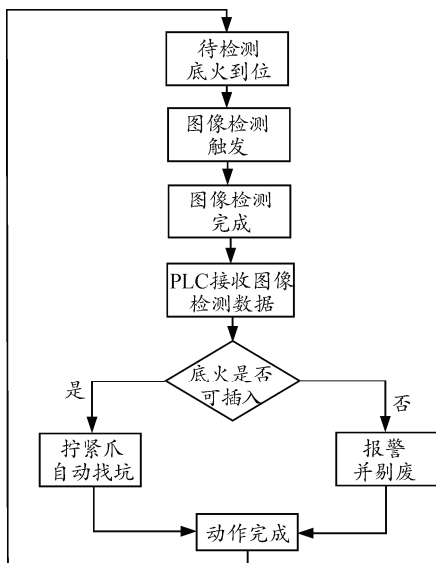 待检测
底火到位
图像检测
触发
图像检测
完成
PLC接收图像
检测数据
底火是否
可插入
是
否
拧紧爪
自动找坑
报警
并剔废
动作完成